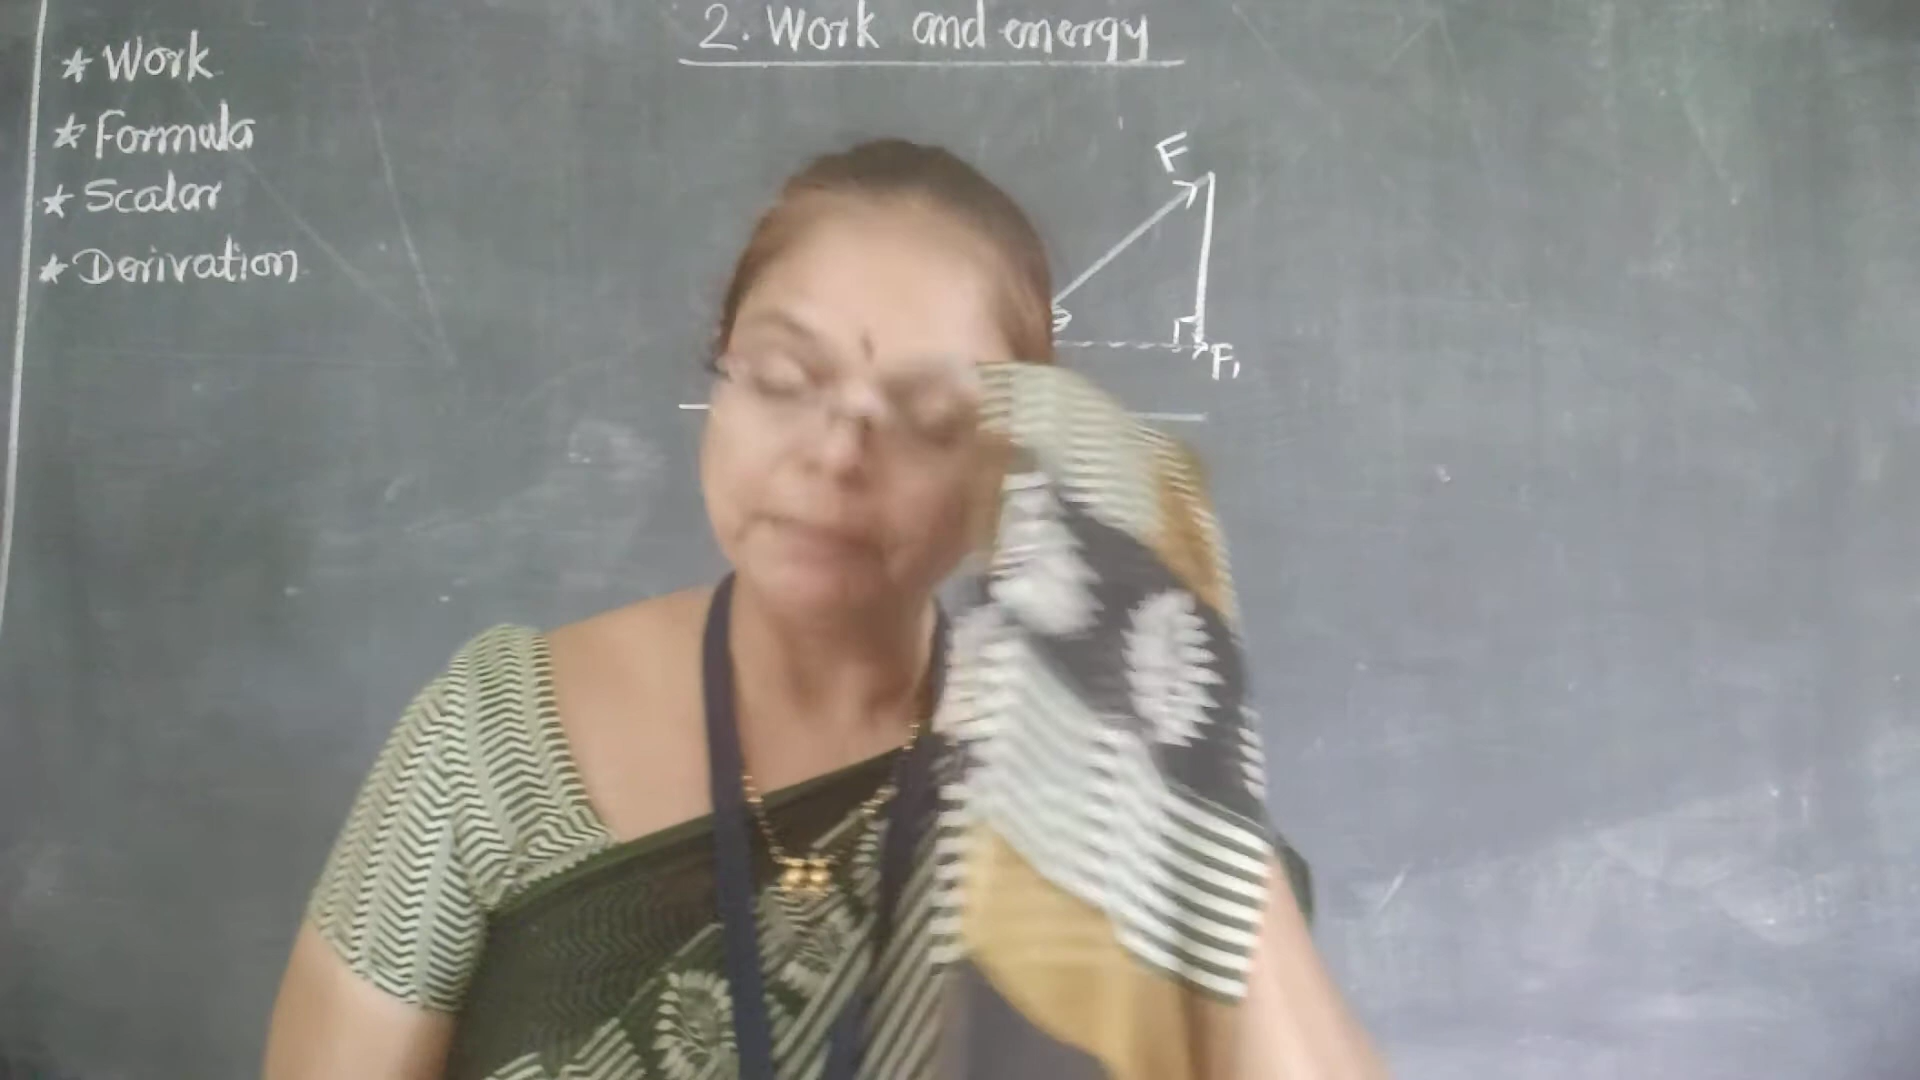 2. Work and energy
* Work
* Formula
* Scalar
* Derivation
F
F₁